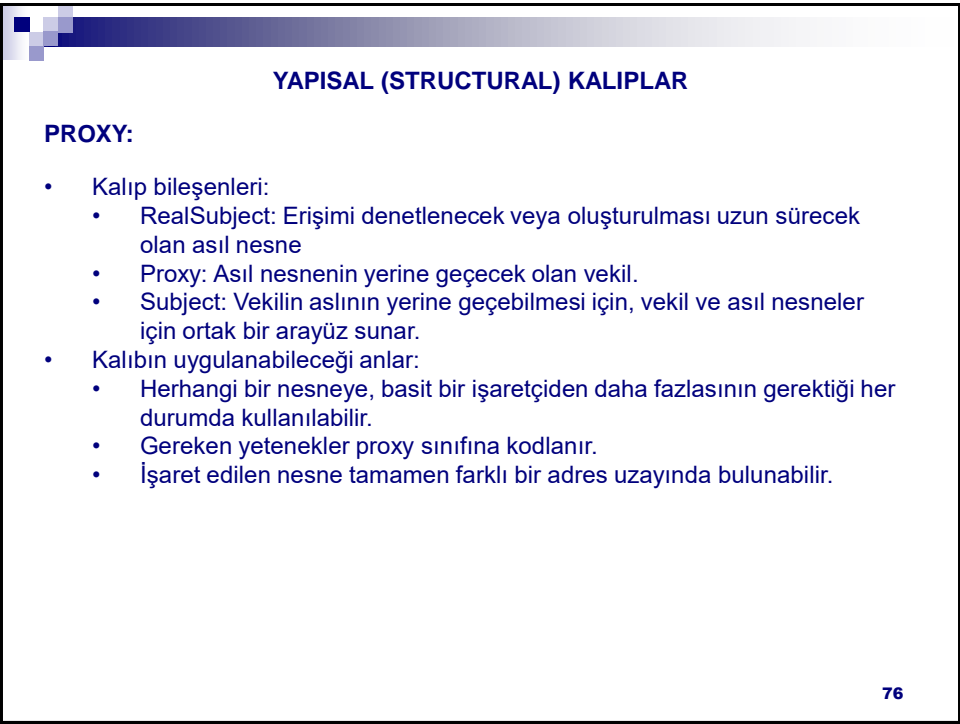 YAPISAL (STRUCTURAL) KALIPLAR
PROXY:
• Kalıp bileşenleri:
• RealSubject: Erişimi denetlenecek veya oluşturulması uzun sürecek
olan asıl nesne
• Proxy: Asıl nesnenin yerine geçecek olan vekil.
• Subject: Vekilin aslının yerine geçebilmesi için, vekil ve asıl nesneler
için ortak bir arayüz sunar.
• Kalıbın uygulanabileceği anlar:
• Herhangi bir nesneye, basit bir işaretçiden daha fazlasının gerektiği her
durumda kullanılabilir.
• Gereken yetenekler proxy sınıfına kodlanır.
• İşaret edilen nesne tamamen farklı bir adres uzayında bulunabilir.
76